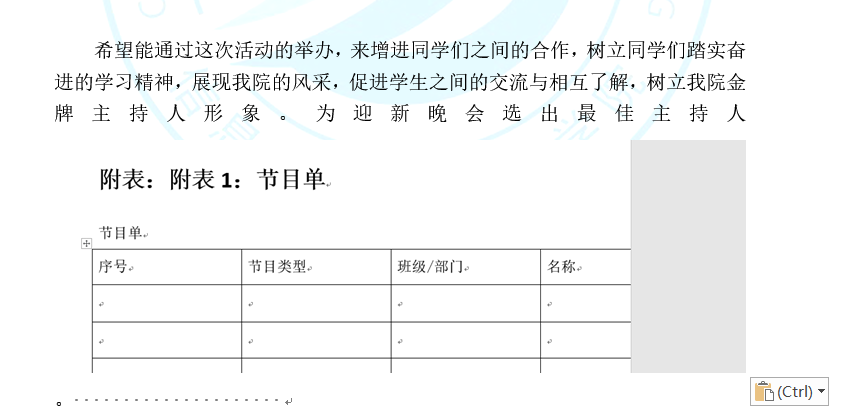 希望能通过这次活动的举办，来增进同学们之间的合作，树立同学们踏实奋
进的学习精神，展现我院的风采，促进学生之间的交流与相互了解，树立我院金
牌主持人形象。为迎新晚会选出最佳主持人
附表：附表 1：节目单
节目单
序号 节目类型 班级/部门 名称
。
(Ctrl)